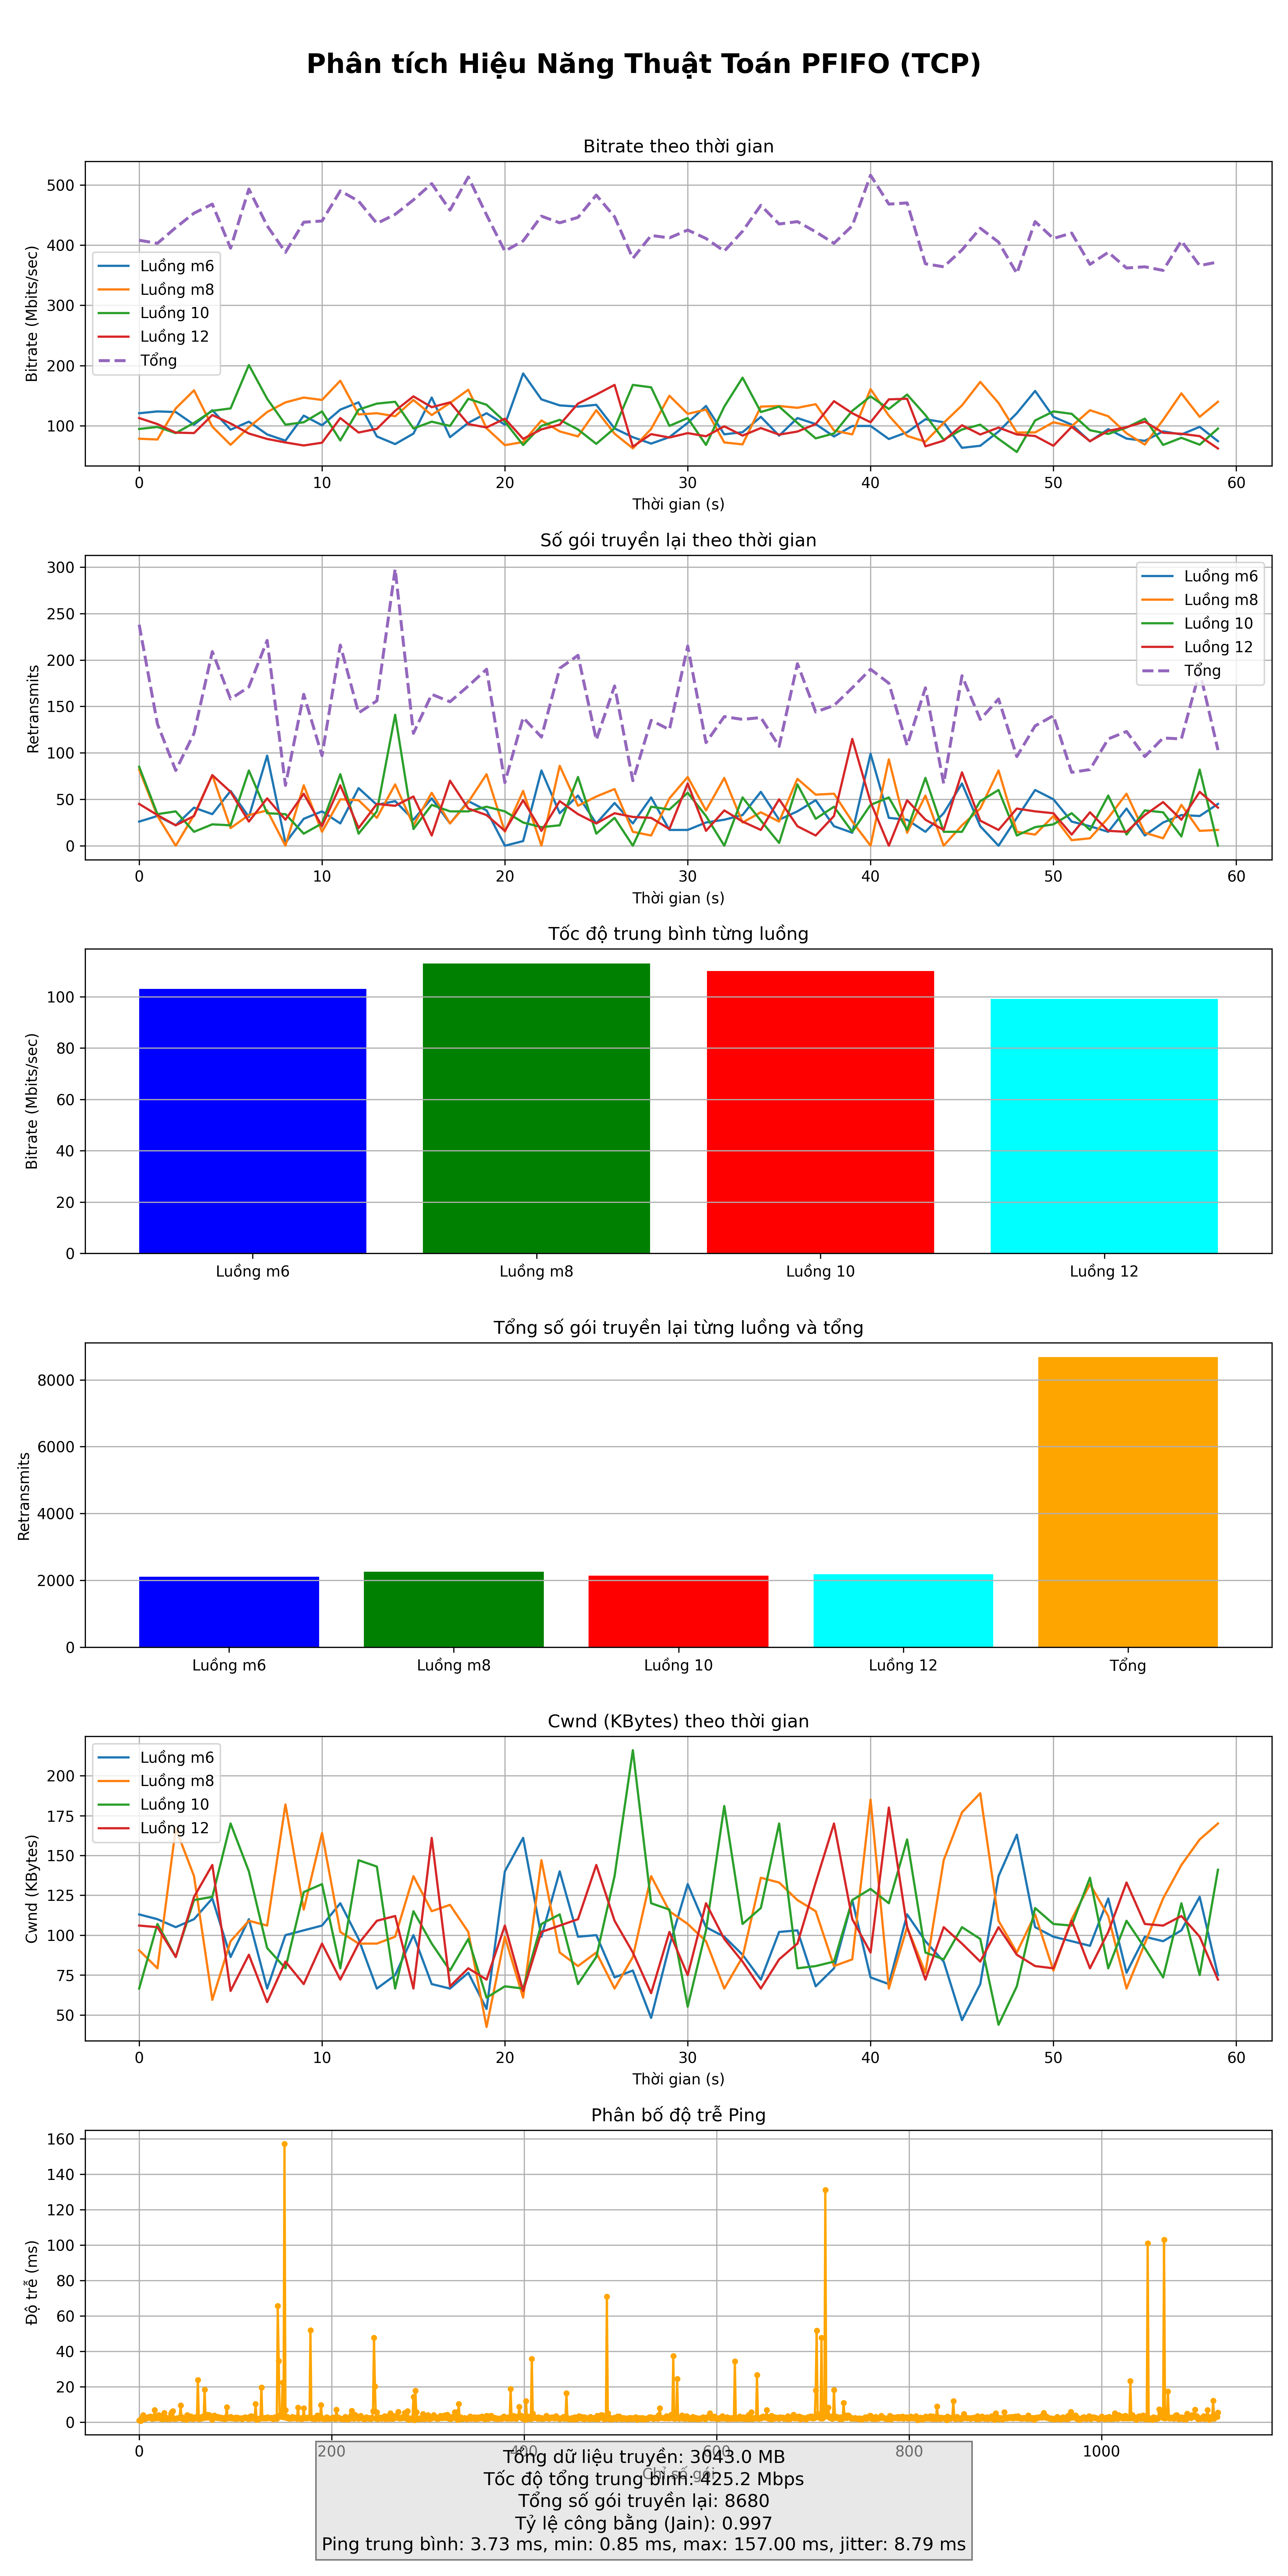 Phân tích Hiệu Năng Thuật Toán PFIFO (TCP)
Bitrate theo thời gian
Bitrate (Mbits/sec)
500
400
300
200
100
Luồng m6
Luồng m8
Luồng 10
Luồng 12
Tổng
0 10 20 30 40 50 60
Thời gian (s)
Số gói truyền lại theo thời gian
Retransmits
300
250
200
150
100
50
0
Luồng m6
Luồng m8
Luồng 10
Luồng 12
Tổng
0 10 20 30 40 50 60
Thời gian (s)
Tốc độ trung bình từng luồng
Bitrate (Mbits/sec)
100
80
60
40
20
0
Luồng m6 Luồng m8 Luồng 10 Luồng 12
Tổng số gói truyền lại từng luồng và tổng
Retransmits
8000
6000
4000
2000
0
Luồng m6 Luồng m8 Luồng 10 Luồng 12 Tổng
Cwnd (KBytes) theo thời gian
Cwnd (KBytes)
200
175
150
125
100
75
50
Luồng m6
Luồng m8
Luồng 10
Luồng 12
0 10 20 30 40 50 60
Thời gian (s)
Phân bố độ trễ Ping
Độ trễ (ms)
160
140
120
100
80
60
40
20
0
0 200 400 600 800 1000
Chỉ số gói
Tổng dữ liệu truyền: 3043.0 MB
Tốc độ tổng trung bình: 425.2 Mbps
Tổng số gói truyền lại: 8680
Tỷ lệ công bằng (Jain): 0.997
Ping trung bình: 3.73 ms, min: 0.85 ms, max: 157.00 ms, jitter: 8.79 ms